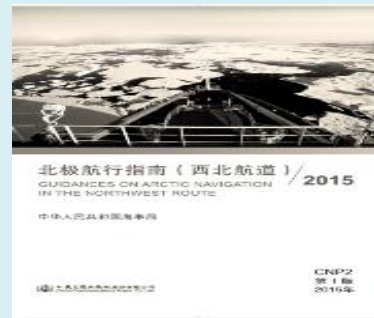 北极航行指南（西北航道）/2015
GUIDANCES ON ARCTIC NAVIGATION
IN THE NORTHWEST ROUTE
中华人民共和国海事局
CNP2
第1版
2015年